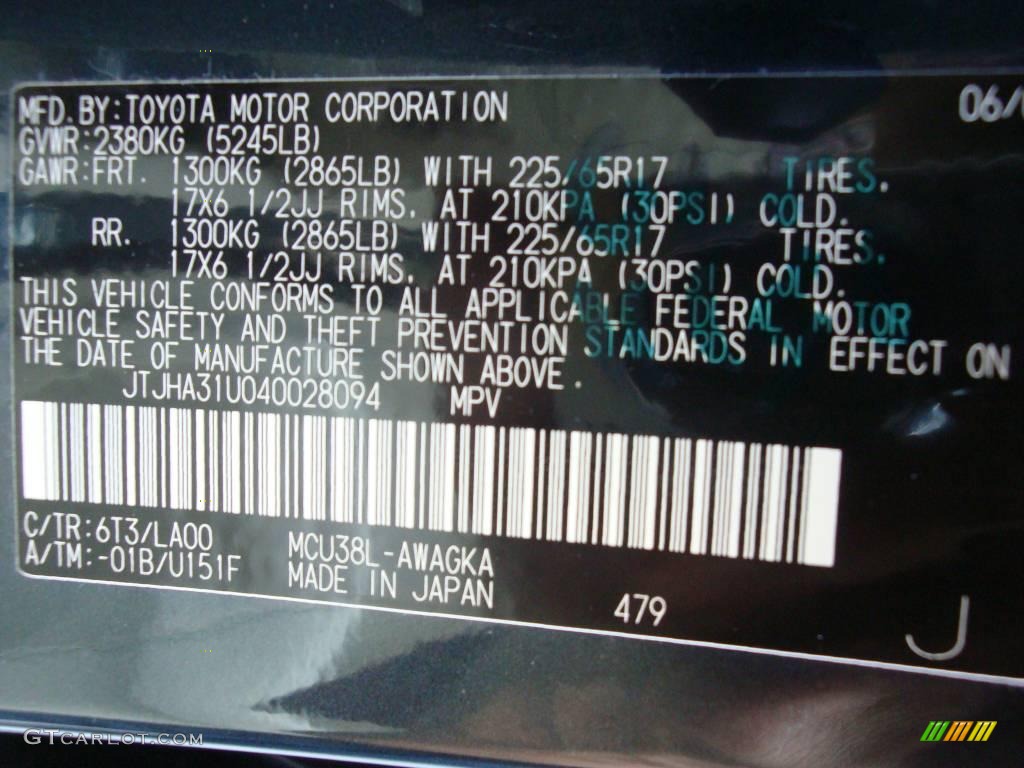 MFD. BY: TOYOTA MOTOR CORPORATION 06/
GVWR: 2380KG (5245LB)
GAWR: FRT. 1300KG (2865LB) WITH 225/65R17 TIRES.
17X6 1/2JJ RIMS. AT 210KPA (30PSI) COLD.
RR. 1300KG (2865LB) WITH 225/65R17 TIRES.
17X6 1/2JJ RIMS. AT 210KPA (30PSI) COLD.
THIS VEHICLE CONFORMS TO ALL APPLICABLE FEDERAL MOTOR
VEHICLE SAFETY AND THEFT PREVENTION STANDARDS IN EFFECT ON
THE DATE OF MANUFACTURE SHOWN ABOVE.
JTJHA31U040028094 MPV
C/TR: 6T3/LA00 MCU38L-AWAGKA
A/TM: -01B/U151F MADE IN JAPAN
479
J
GTCARLOT.COM